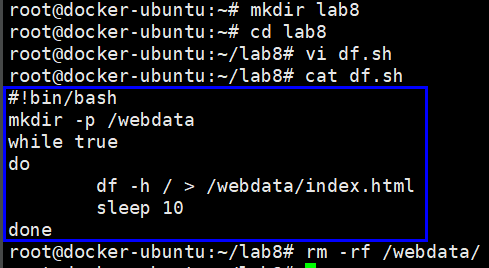 root@docker-ubuntu:~# mkdir lab8
root@docker-ubuntu:~# cd lab8
root@docker-ubuntu:~/lab8# vi df.sh
root@docker-ubuntu:~/lab8# cat df.sh
#!bin/bash
mkdir -p /webdata
while true
do
        df -h / > /webdata/index.html
        sleep 10
done
root@docker-ubuntu:~/lab8# rm -rf /webdata/
root@docker-ubuntu:~/lab8#